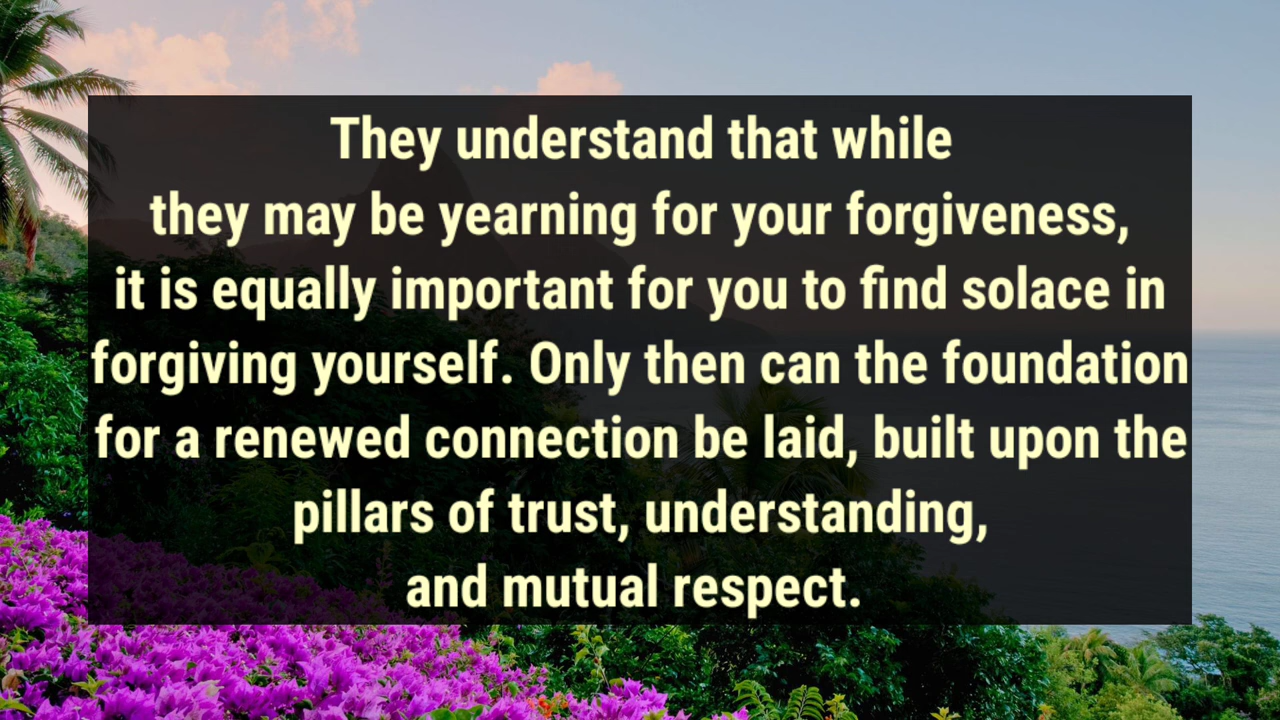 They understand that while
they may be yearning for your forgiveness,
it is equally important for you to find solace in
forgiving yourself. Only then can the foundation
for a renewed connection be laid, built upon the
pillars of trust, understanding,
and mutual respect.